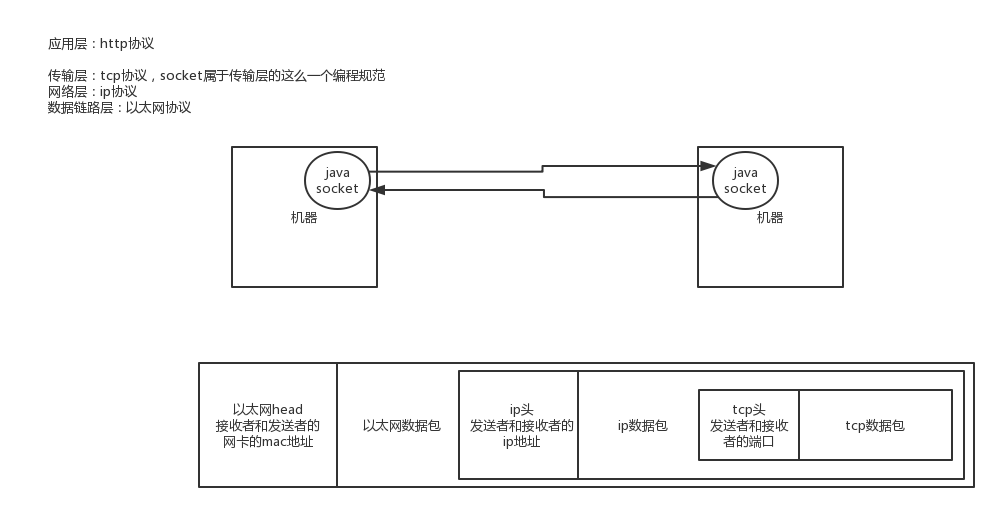 应用层：http协议
传输层：tcp协议，socket属于传输层的这么一个编程规范
网络层：ip协议
数据链路层：以太网协议
java
socket
机器
java
socket
机器
以太网head
接收者和发送者的
网卡的mac地址
以太网数据包
ip头
发送者和接收者的
ip地址
ip数据包
tcp头
发送者和接收
者的端口
tcp数据包